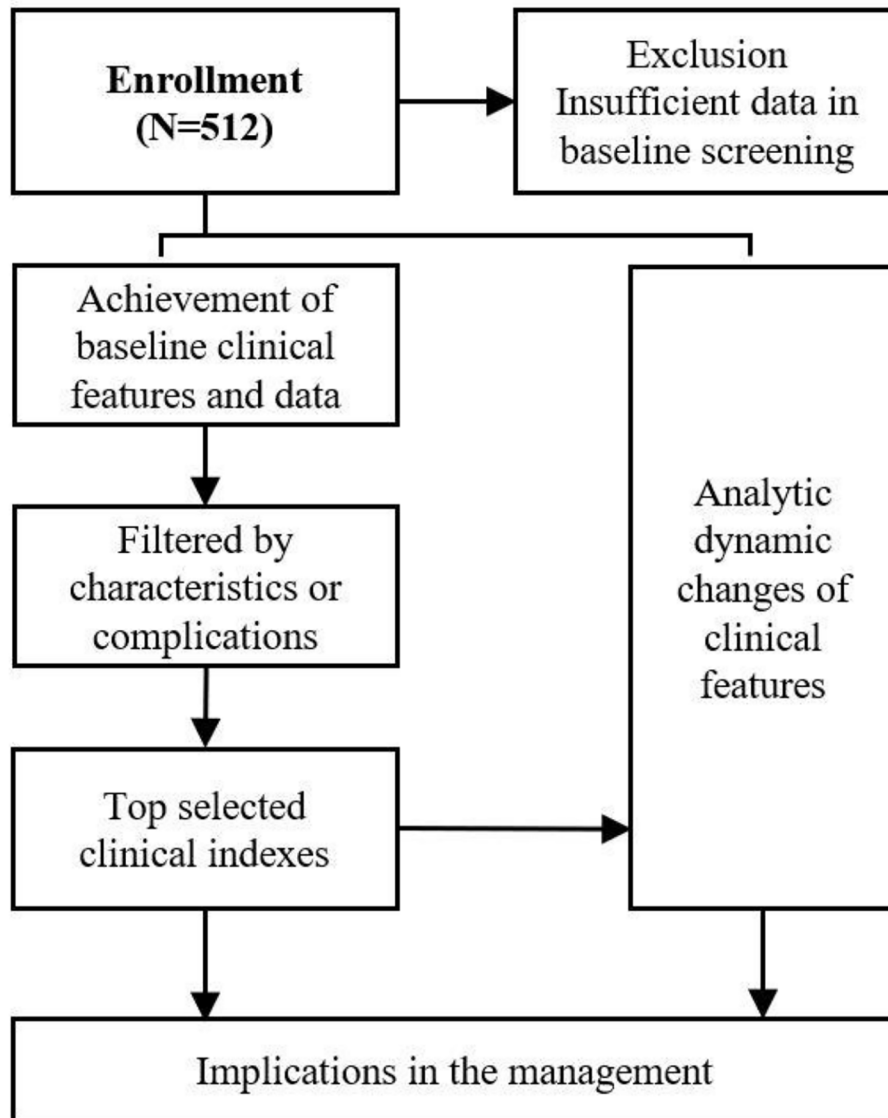 Enrollment
(N=512)
Exclusion
Insufficient data in
baseline screening
Achievement of
baseline clinical
features and data
Filtered by
characteristics or
complications
Top selected
clinical indexes
Analytic
dynamic
changes of
clinical
features
Implications in the management